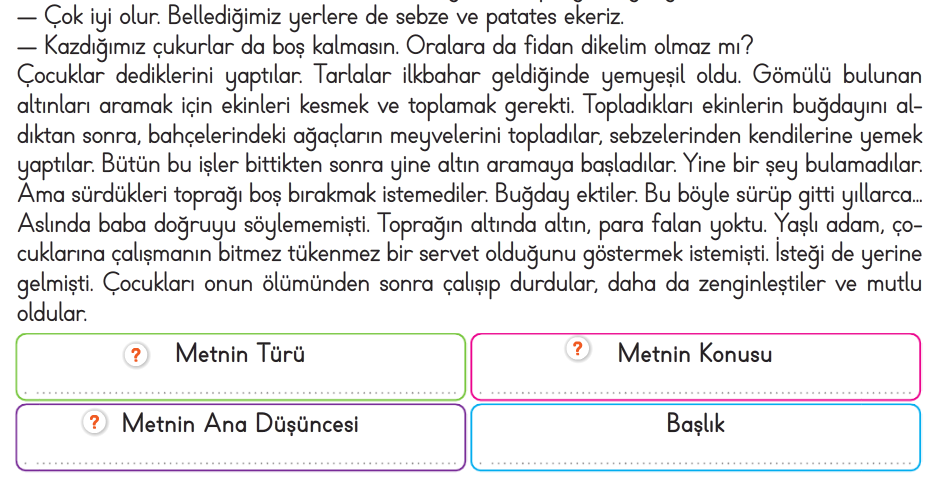 — Çok iyi olur. Bellediğimiz yerlere de sebze ve patates ekeriz.
— Kazdığımız çukurlar da boş kalmasın. Oralara da fidan dikelim olmaz mı?
Çocuklar dediklerini yaptılar. Tarlalar ilkbahar geldiğinde yemyeşil oldu. Gömülü bulunan
altınları aramak için ekinleri kesmek ve toplamak gerekti. Topladıkları ekinlerin buğdayını al-
dıktan sonra, bahçelerindeki ağaçların meyvelerini topladılar, sebzelerinden kendilerine yemek
yaptılar. Bütün bu işler bittikten sonra yine altın aramaya başladılar. Yine bir şey bulamadılar.
Ama sürdükleri toprağı boş bırakmak istemediler. Buğday ektiler. Bu böyle sürüp gitti yıllarca...
Aslında baba doğruyu söylememişti. Toprağın altında altın, para falan yoktu. Yaşlı adam, ço-
cuklarına çalışmanın bitmez tükenmez bir servet olduğunu göstermek istemişti. İsteği de yerine
gelmişti. Çocukları onun ölümünden sonra çalışıp durdular, daha da zenginleştiler ve mutlu
oldular.
? Metnin Türü
? Metnin Konusu
? Metnin Ana Düşüncesi
Başlık